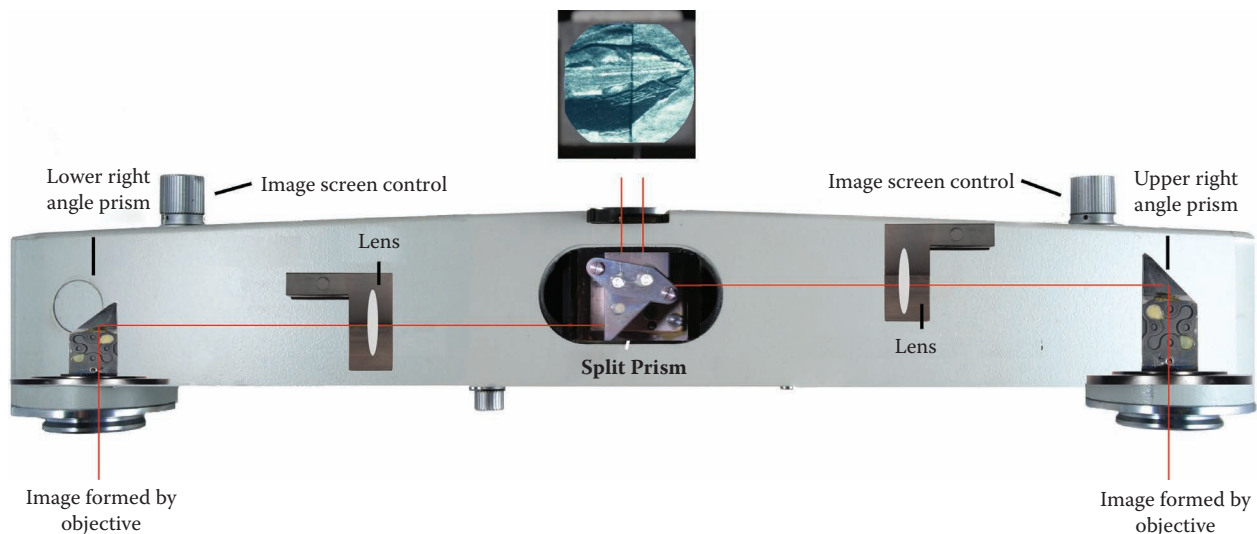 Lower right
angle prism
Image screen control
Lens
Image screen control
Upper right
angle prism
Lens
Split Prism
Image formed by
objective
Image formed by
objective